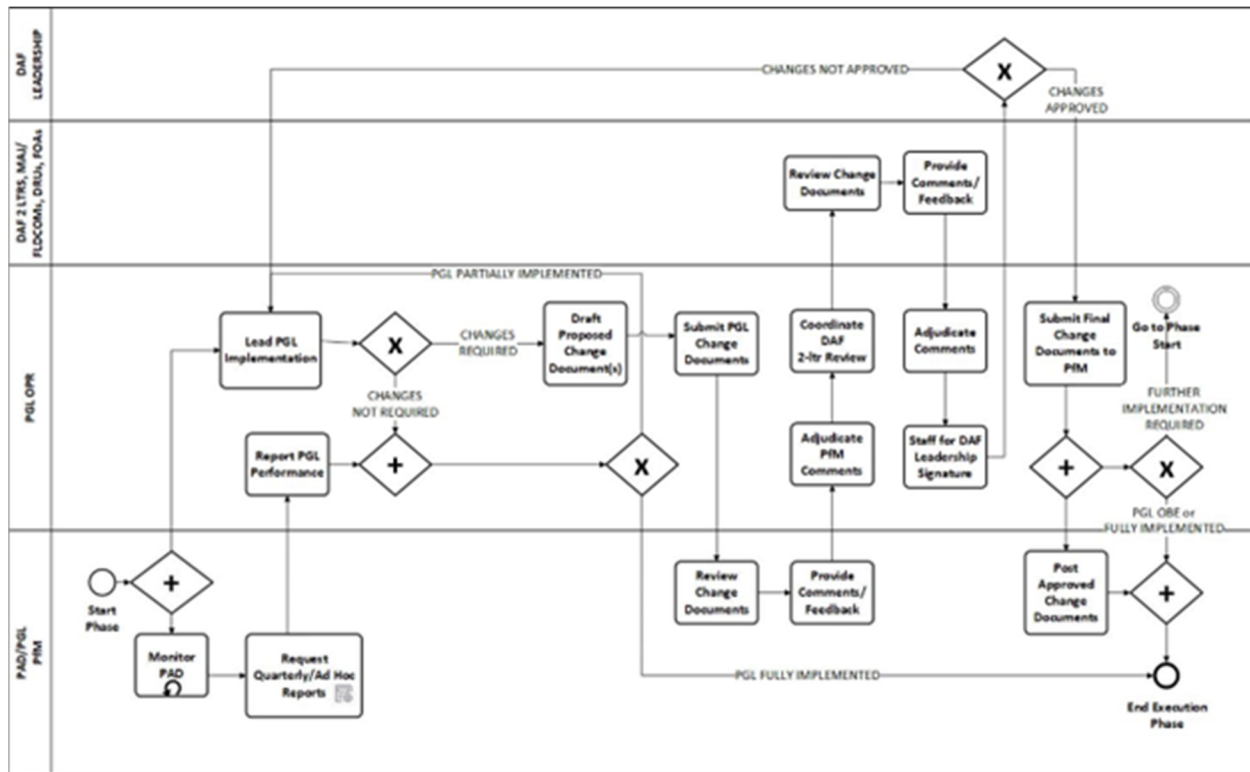 DAF
LEADERSHIP
CHANGES NOT APPROVED
X
CHANGES
APPROVED
DAF 2 LTRS, MAJ/
FLDCOMs, DRUs, FOAs
Review Change
Documents
Provide
Comments/
Feedback
PGL OPR
PGL PARTIALLY IMPLEMENTED
Lead PGL
Implementation
X
CHANGES
REQUIRED
Draft
Proposed
Change
Document(s)
Submit PGL
Change
Documents
Coordinate
DAF
2-ltr Review
Adjudicate
Comments
Submit Final
Change
Documents to
PfM
Go to Phase
Start
CHANGES
NOT REQUIRED
FURTHER
IMPLEMENTATION
REQUIRED
Report PGL
Performance
+
X
Adjudicate
PfM
Comments
Staff for DAF
Leadership
Signature
+
X
PGL OBE or
FULLY IMPLEMENTED
PAD/PGL
PfM
Start
Phase
+
Review
Change
Documents
Provide
Comments/
Feedback
Post
Approved
Change
Documents
+
Monitor
PAD
Request
Quarterly/Ad Hoc
Reports
PGL FULLY IMPLEMENTED
End Execution
Phase